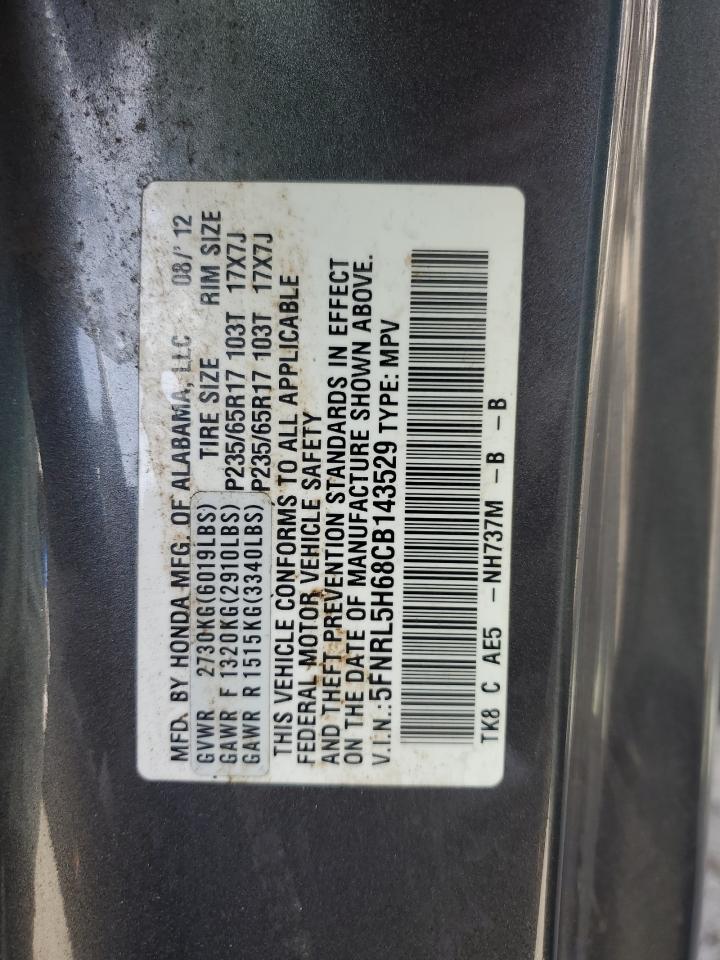 MFD. BY HONDA MFG. OF ALABAMA, LLC 08/12
GVWR 2730KG(6019LBS) TIRE SIZE RIM SIZE
GAWR F 1320KG(2910LBS) P235/65R17 103T 17X7J
GAWR R 1515KG(3340LBS) P235/65R17 103T 17X7J
THIS VEHICLE CONFORMS TO ALL APPLICABLE
FEDERAL MOTOR VEHICLE SAFETY
AND THEFT PREVENTION STANDARDS IN EFFECT
ON THE DATE OF MANUFACTURE SHOWN ABOVE.
V.I.N.:5FNRL5H68CB143529 TYPE: MPV
TK8 C AE5 -NH737M -B -B